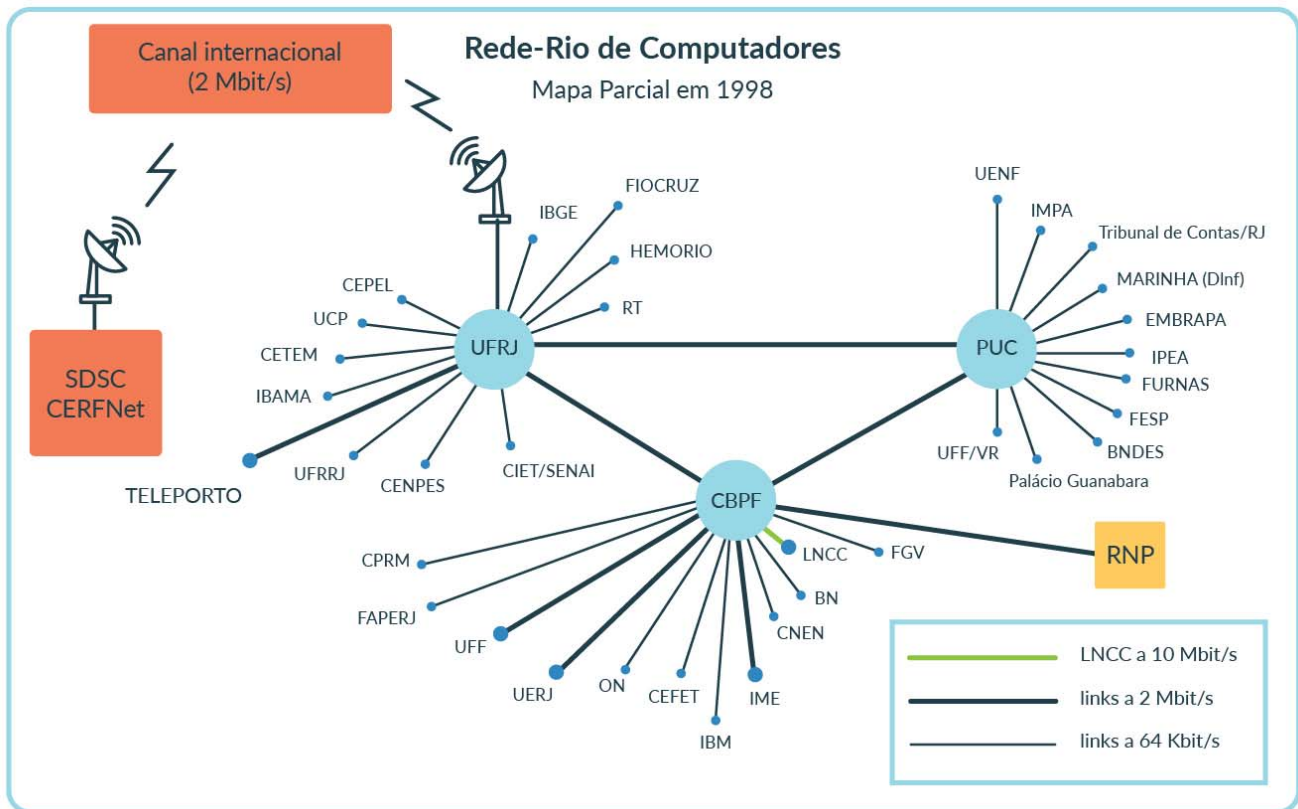 Canal internacional
(2 Mbit/s)
Rede-Rio de Computadores
Mapa Parcial em 1998
SDSC
CERFNet
UFRJ
IBGE
FIOCRUZ
HEMORIO
RT
CEPEL
UCP
CETEM
IBAMA
TELEPORTO
UFRRJ
CENPES
CIET/SENAI
PUC
UENF
IMPA
Tribunal de Contas/RJ
MARINHA (DInf)
EMBRAPA
IPEA
FURNAS
FESP
BNDES
Palácio Guanabara
UFF/VR
CBPF
CPRM
FAPERJ
UFF
UERJ
ON
CEFET
IBM
IME
CNEN
BN
LNCC
FGV
RNP
LNCC a 10 Mbit/s
links a 2 Mbit/s
links a 64 Kbit/s